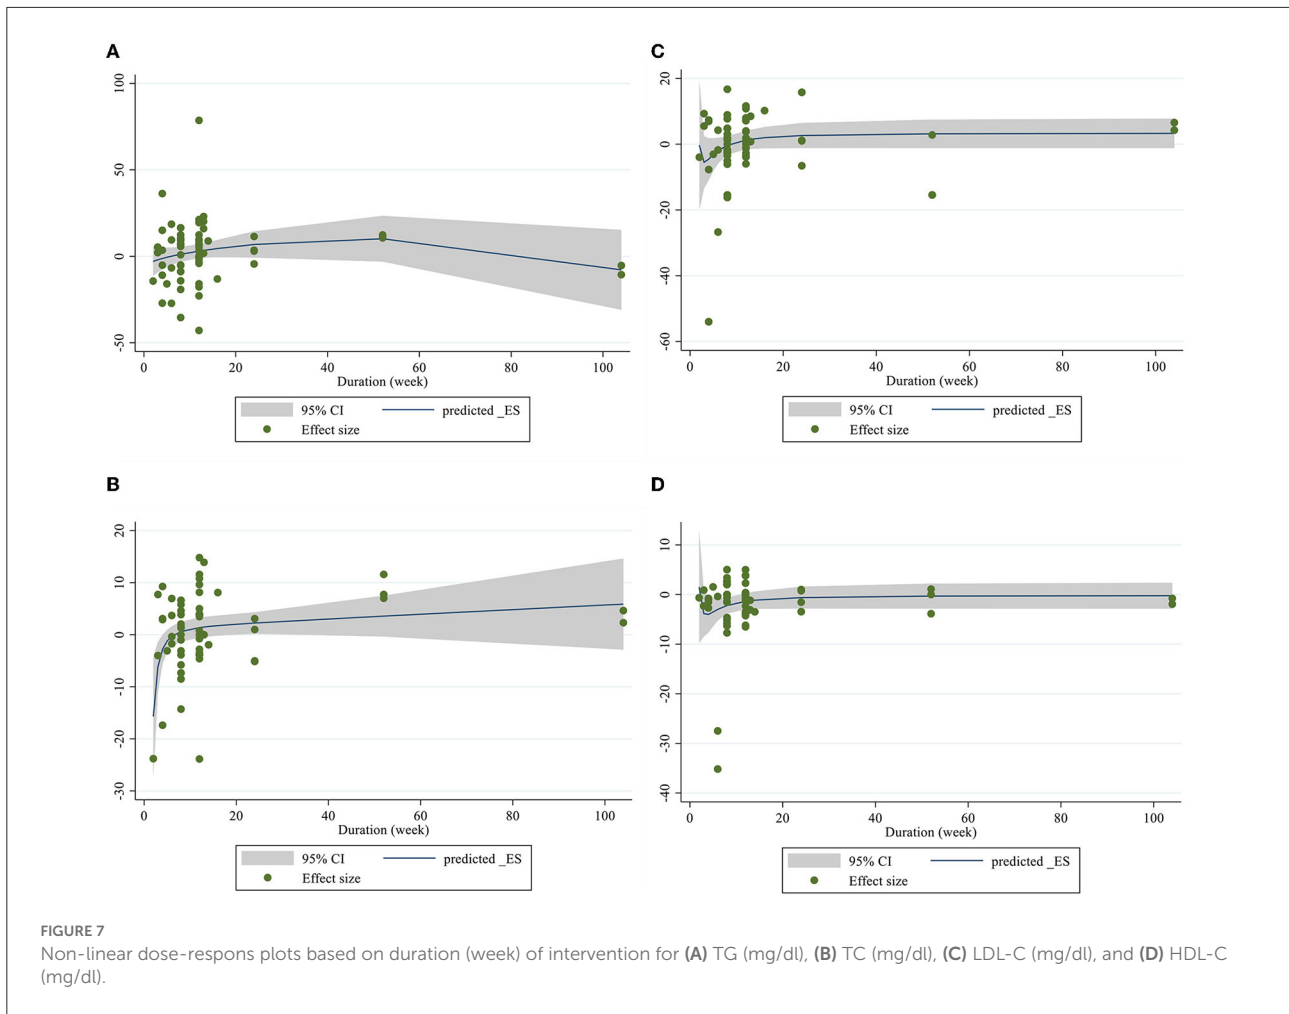 A
100
50
0
-50
0
20
40
60
80
100
Duration (week)
95% CI
predicted _ES
Effect size
C
20
0
-20
-40
-60
0
20
40
60
80
100
Duration (week)
95% CI
predicted _ES
Effect size
B
20
10
0
-10
-20
-30
0
20
40
60
80
100
Duration (week)
95% CI
predicted _ES
Effect size
D
10
0
-10
-20
-30
-40
0
20
40
60
80
100
Duration (week)
95% CI
predicted _ES
Effect size
FIGURE 7
Non-linear dose-respons plots based on duration (week) of intervention for (A) TG (mg/dl), (B) TC (mg/dl), (C) LDL-C (mg/dl), and (D) HDL-C
(mg/dl).